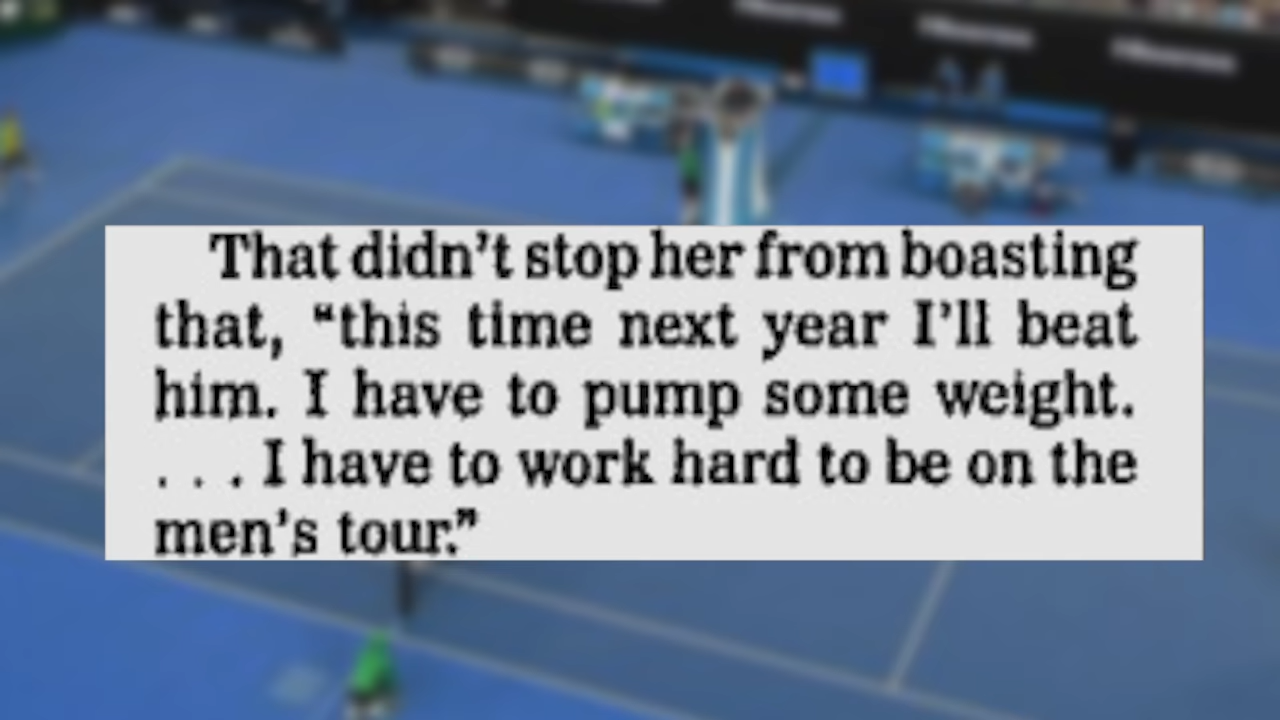 That didn't stop her from boasting
that, "this time next year I'll beat
him. I have to pump some weight.
. . . I have to work hard to be on the
men's tour."